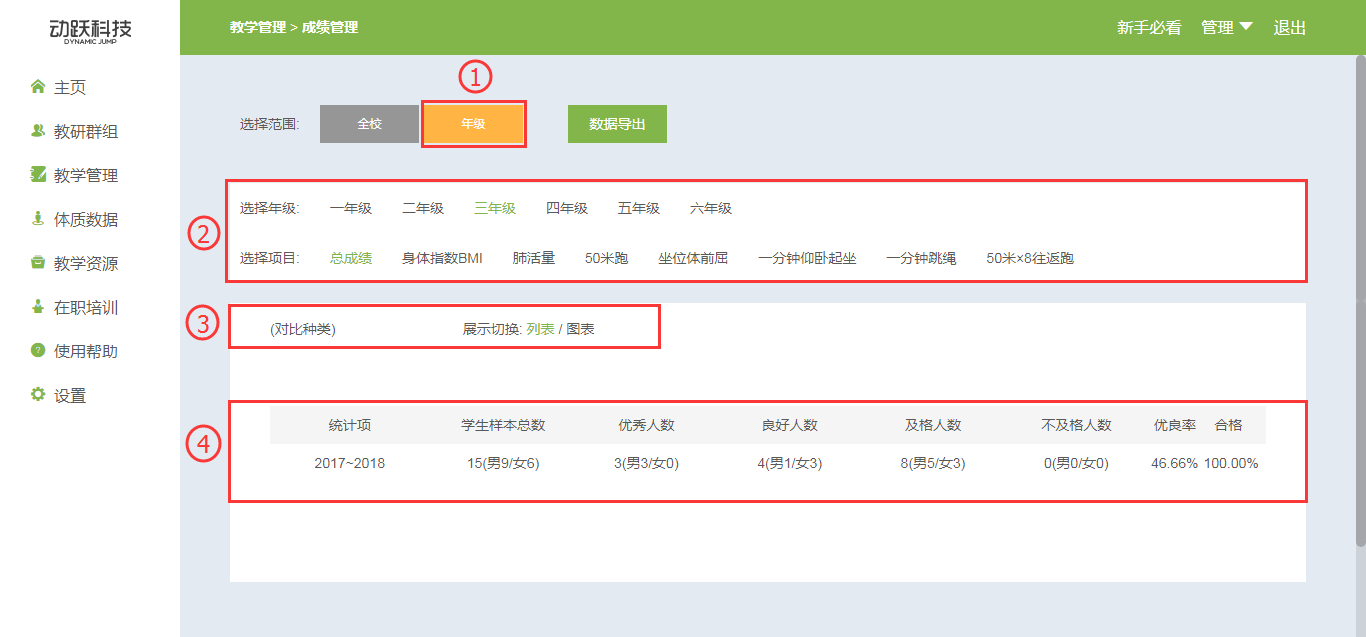 动跃科技
DYNAMIC JUMP
教学管理 > 成绩管理
新手必看 管理 退出
主页
教研群组
教学管理
体质数据
教学资源
在职培训
使用帮助
设置
①
选择范围: 全校 年级 数据导出
②
选择年级: 一年级 二年级 三年级 四年级 五年级 六年级
选择项目: 总成绩 身体指数BMI 肺活量 50米跑 坐位体前屈 一分钟仰卧起坐 一分钟跳绳 50米×8往返跑
③
(对比种类) 展示切换: 列表 / 图表
④
统计项 学生样本总数 优秀人数 良好人数 及格人数 不及格人数 优良率 合格
2017~2018 15(男9/女6) 3(男3/女0) 4(男1/女3) 8(男5/女3) 0(男0/女0) 46.66% 100.00%